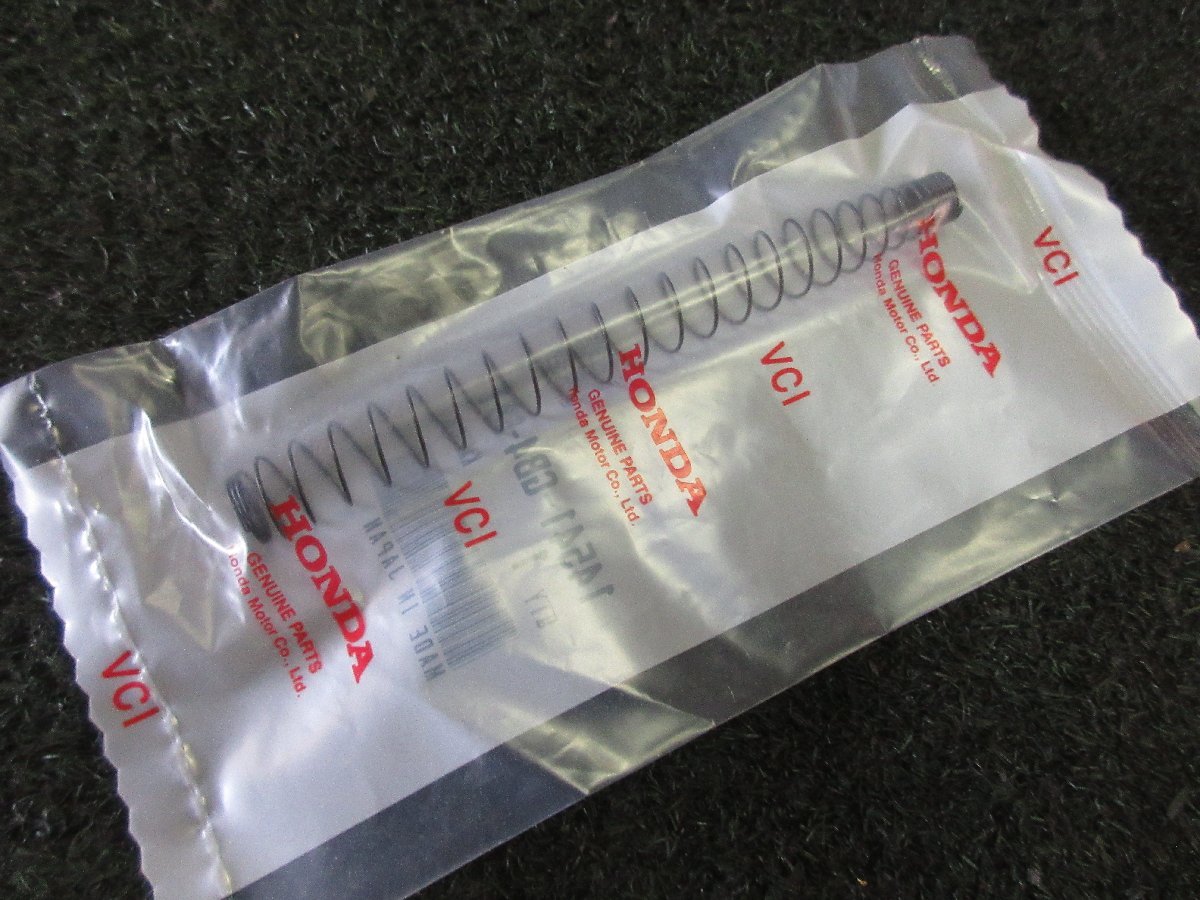 HONDA
GENUINE PARTS
Honda Motor Co., Ltd.
VCI
HONDA
GENUINE PARTS
Honda Motor Co., Ltd.
VCI
HONDA
GENUINE PARTS
Honda Motor Co., Ltd.
VCI
VCI
MADE IN JAPAN